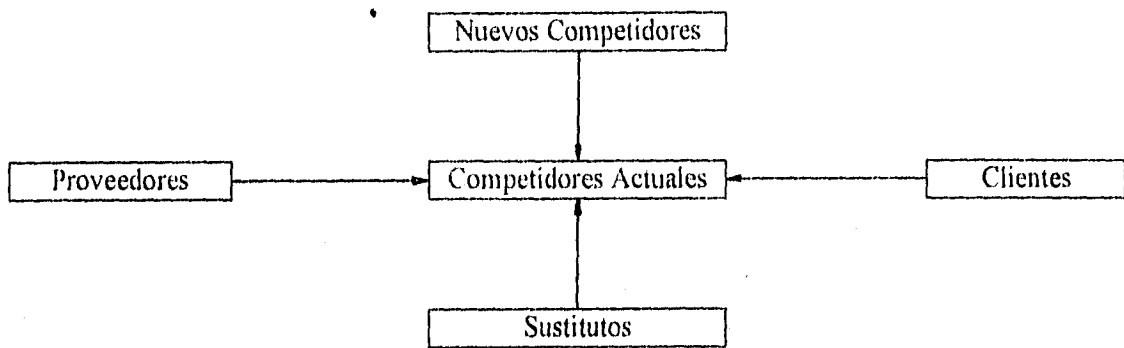 Nuevos Competidores
Proveedores
Competidores Actuales
Clientes
Sustitutos